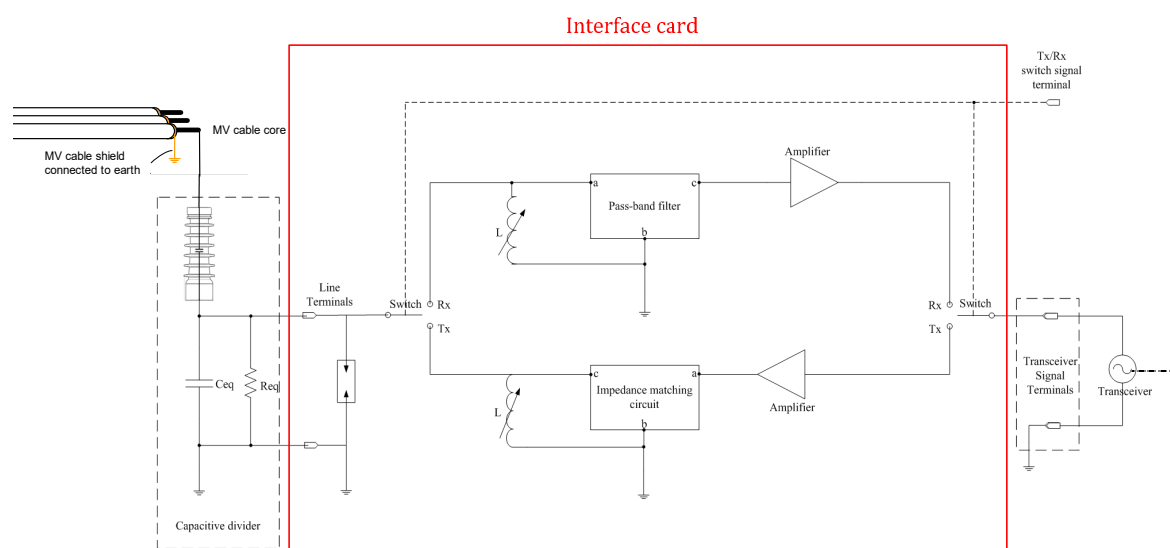 Interface card
Tx/Rx
switch signal
terminal
MV cable core
MV cable shield
connected to earth
Amplifier
a
c
Pass-band filter
b
L
Line
Terminals
Switch
Rx
Tx
Rx
Switch
Tx
Ceq
Req
c
a
Impedance matching
circuit
b
L
Amplifier
Transceiver
Signal
Terminals
Transceiver
Capacitive divider